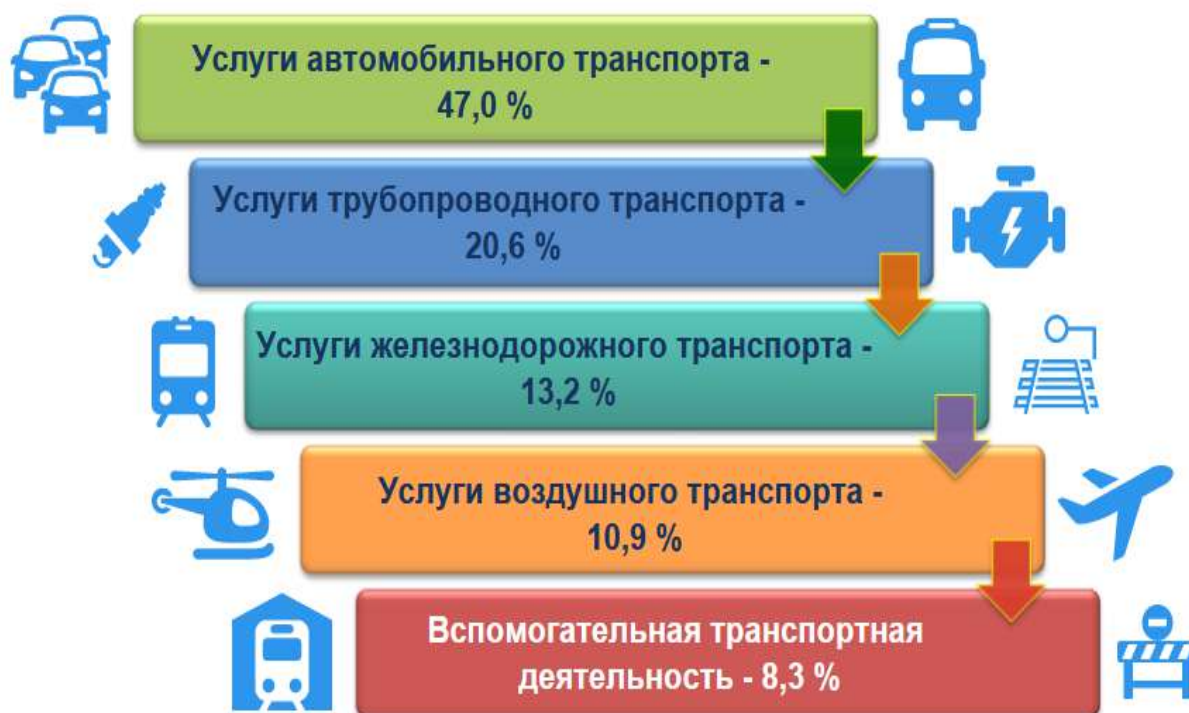 Услуги автомобильного транспорта -
47,0 %
Услуги трубопроводного транспорта -
20,6 %
Услуги железнодорожного транспорта -
13,2 %
Услуги воздушного транспорта -
10,9 %
Вспомогательная транспортная
деятельность - 8,3 %